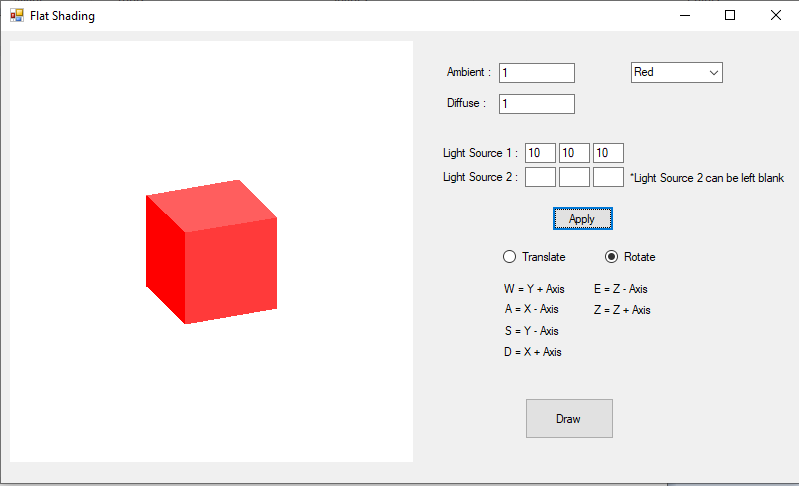 Flat Shading
Ambient : 1 Red
Diffuse : 1
Light Source 1 : 10 10 10
Light Source 2 : *Light Source 2 can be left blank
Apply
Translate Rotate
W = Y + Axis E = Z - Axis
A = X - Axis Z = Z + Axis
S = Y - Axis
D = X + Axis
Draw